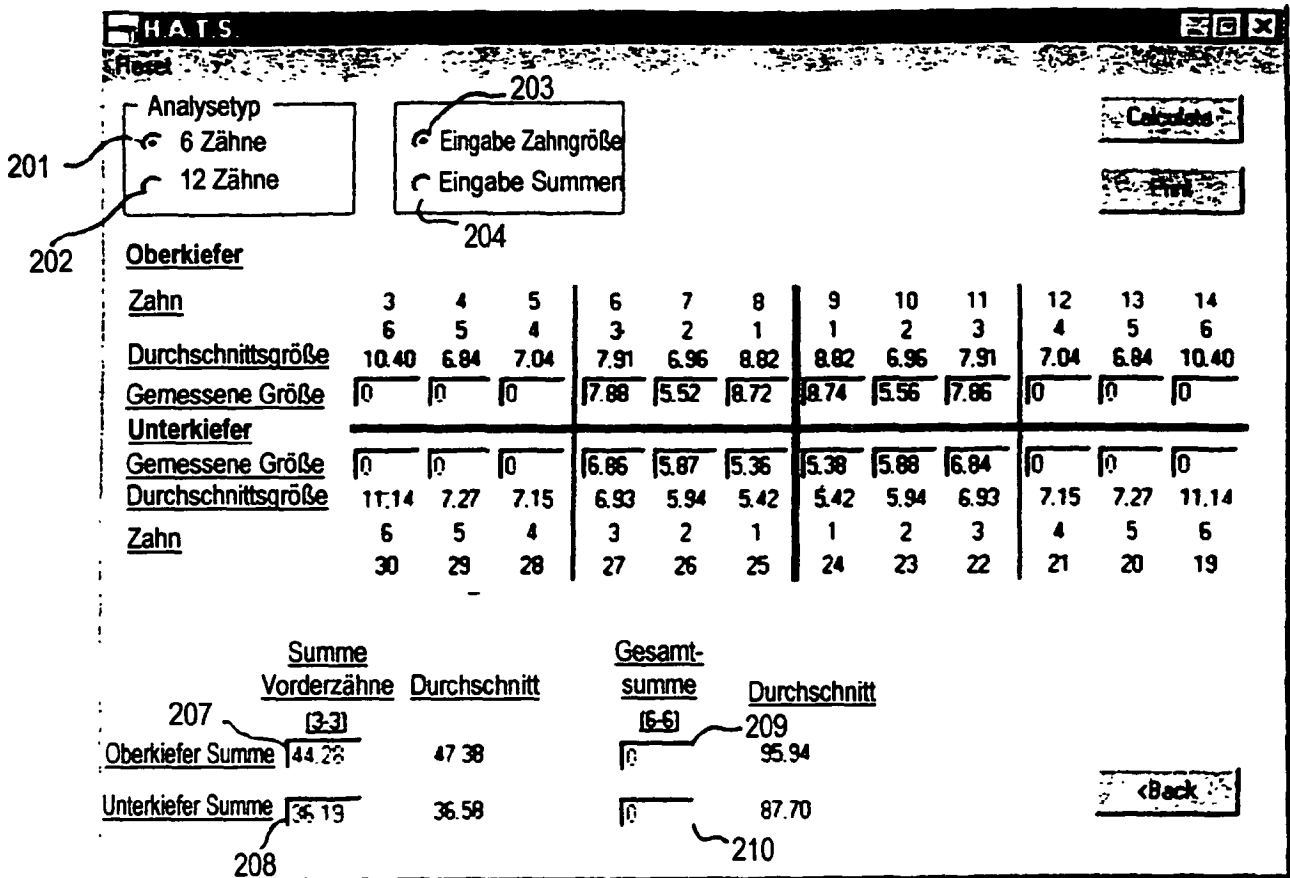 H.A.T.S.
Reset
Analysetyp
6 Zähne
12 Zähne
201
202
203
Eingabe Zahngröße
Eingabe Summen
204
Calculate
Print
Oberkiefer
Zahn 3 4 5 6 7 8 9 10 11 12 13 14
6 5 4 3 2 1 1 2 3 4 5 6
Durchschnittsgröße 10.40 6.84 7.04 7.91 6.96 8.82 8.82 6.96 7.91 7.04 6.84 10.40
Gemessene Größe 0 0 0 7.88 5.52 8.72 8.74 5.56 7.86 0 0 0
Unterkiefer
Gemessene Größe 0 0 0 6.86 5.87 5.36 5.38 5.88 6.84 0 0 0
Durchschnittsgröße 11.14 7.27 7.15 6.93 5.94 5.42 5.42 5.94 6.93 7.15 7.27 11.14
Zahn 6 5 4 3 2 1 1 2 3 4 5 6
30 29 28 27 26 25 24 23 22 21 20 19
Summe Gesamt-
Vorderzähne Durchschnitt summe Durchschnitt
207 (3-3) (6-6) 209
Oberkiefer Summe 44.28 47.38 0 95.94
Unterkiefer Summe 36.19 36.58 0 87.70
<Back
208 210